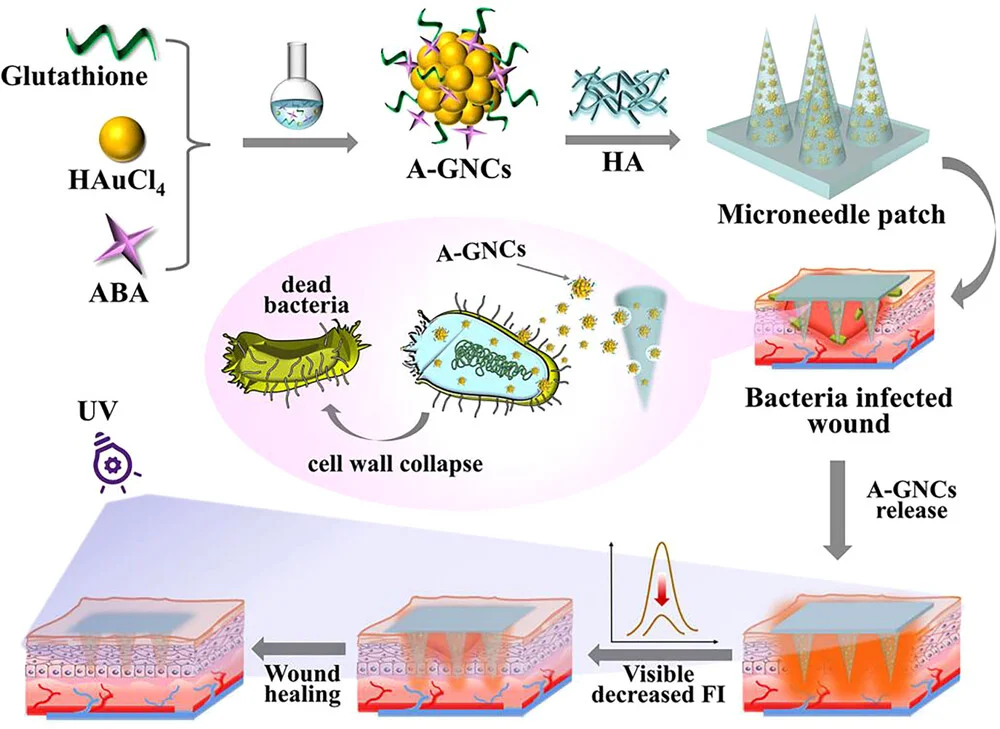 Glutathione
HAuCl₄
ABA
A-GNCs
HA
Microneedle patch
A-GNCs
dead
bacteria
cell wall collapse
Bacteria infected
wound
A-GNCs
release
UV
Visible
decreased FI
Wound
healing